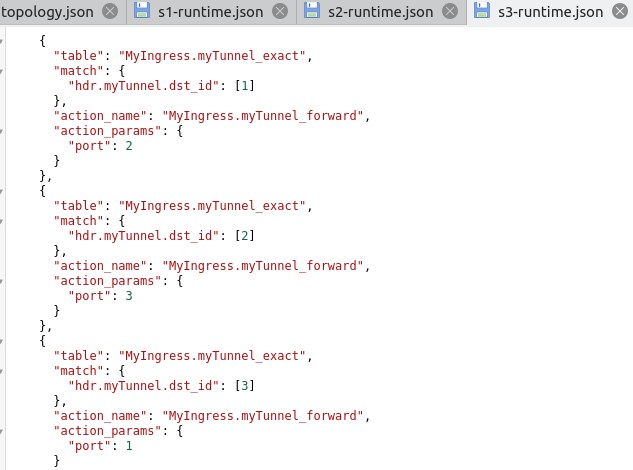 topology.json s1-runtime.json s2-runtime.json s3-runtime.json
{
"table": "MyIngress.myTunnel_exact",
"match": {
"hdr.myTunnel.dst_id": [1]
},
"action_name": "MyIngress.myTunnel_forward",
"action_params": {
"port": 2
}
},
{
"table": "MyIngress.myTunnel_exact",
"match": {
"hdr.myTunnel.dst_id": [2]
},
"action_name": "MyIngress.myTunnel_forward",
"action_params": {
"port": 3
}
},
{
"table": "MyIngress.myTunnel_exact",
"match": {
"hdr.myTunnel.dst_id": [3]
},
"action_name": "MyIngress.myTunnel_forward",
"action_params": {
"port": 1
}